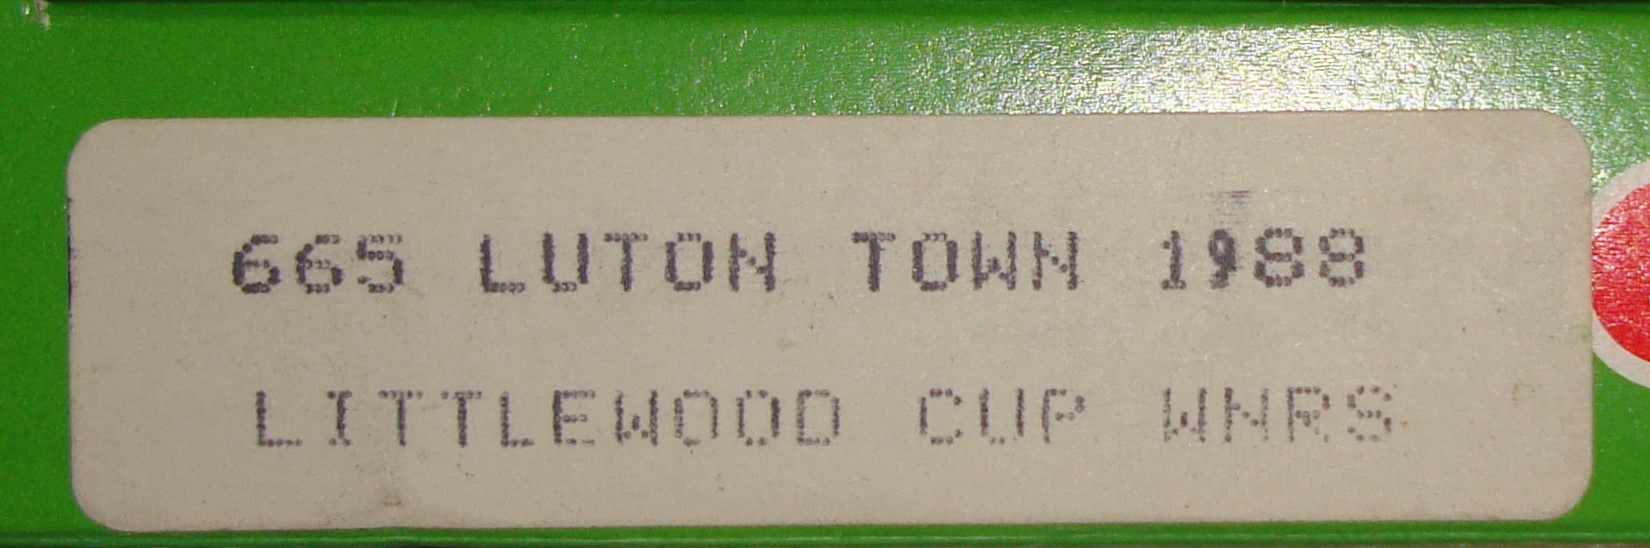 665 LUTON TOWN 1988
LITTLEWOOD CUP WNRS